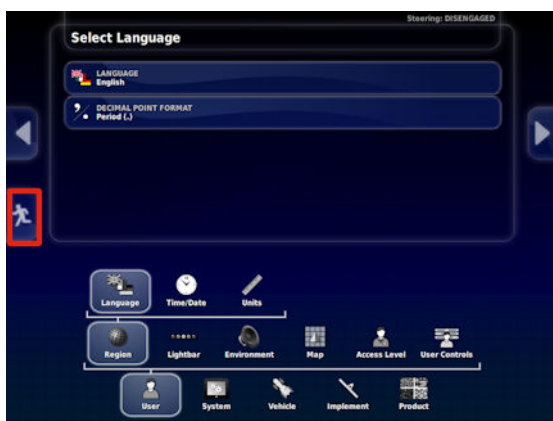 Steering: DISENGAGED
Select Language
LANGUAGE
English
DECIMAL POINT FORMAT
Period (.)
Language Time/Date Units
Region Lightbar Environment Map Access Level User Controls
User System Vehicle Implement Product